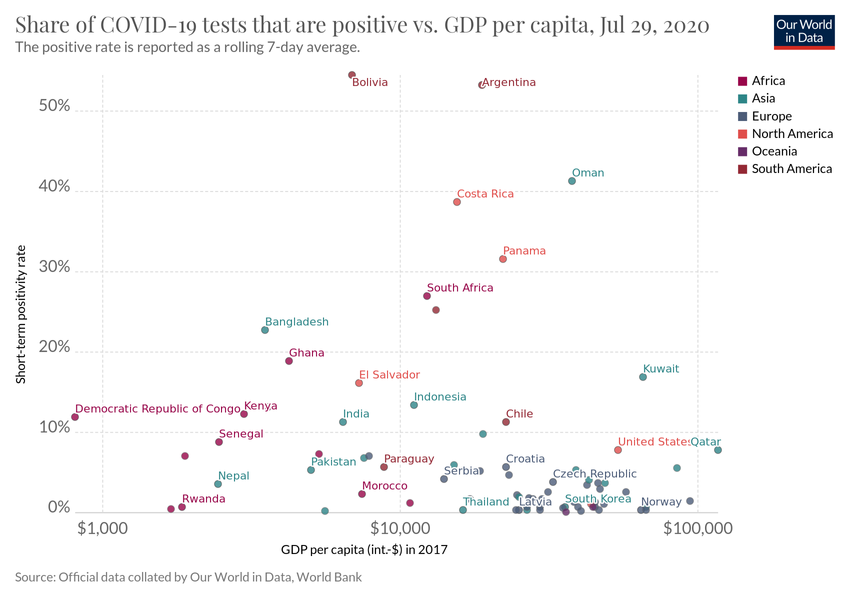 Share of COVID-19 tests that are positive vs. GDP per capita, Jul 29, 2020
The positive rate is reported as a rolling 7-day average.
Our World
in Data
Africa
Asia
Europe
North America
Oceania
South America
Short-term positivity rate
50%
40%
30%
20%
10%
0%
Bolivia
Argentina
Oman
Costa Rica
Panama
South Africa
Bangladesh
Ghana
El Salvador
Kuwait
Indonesia
Democratic Republic of Congo
Kenya
India
Chile
Senegal
United States
Qatar
Pakistan
Paraguay
Croatia
Nepal
Serbia
Czech Republic
Morocco
Rwanda
Thailand
Latvia
South Korea
Norway
$1,000
$10,000
$100,000
GDP per capita (int.-$) in 2017
Source: Official data collated by Our World in Data, World Bank